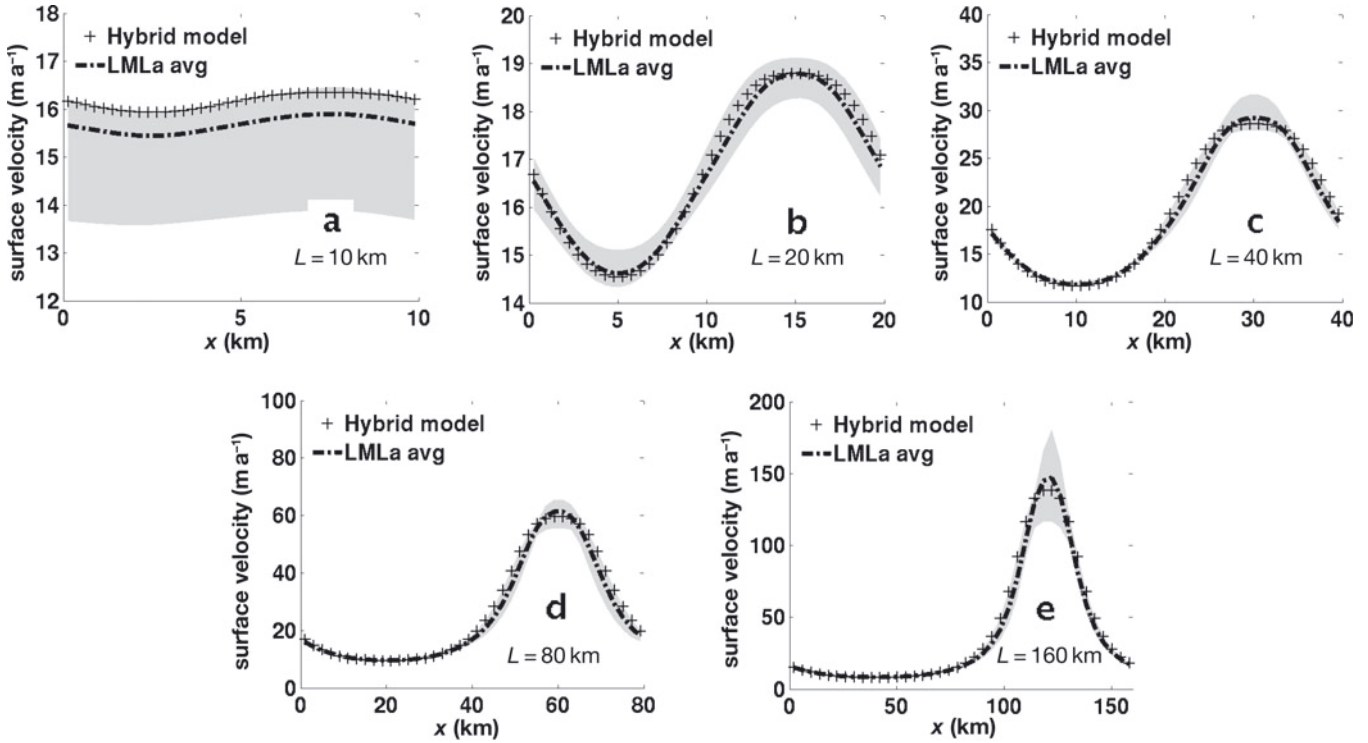 surface velocity (m a⁻¹)
18
17
16
15
14
13
12
+ Hybrid model
LMLa avg
a
L = 10 km
0
5
10
x (km)
surface velocity (m a⁻¹)
20
19
18
17
16
15
14
+ Hybrid model
LMLa avg
b
L = 20 km
0
5
10
15
20
x (km)
surface velocity (m a⁻¹)
40
35
30
25
20
15
10
+ Hybrid model
LMLa avg
c
L = 40 km
0
10
20
30
40
x (km)
surface velocity (m a⁻¹)
100
80
60
40
20
0
+ Hybrid model
LMLa avg
d
L = 80 km
0
20
40
60
80
x (km)
surface velocity (m a⁻¹)
200
150
100
50
0
+ Hybrid model
LMLa avg
e
L = 160 km
0
50
100
150
x (km)